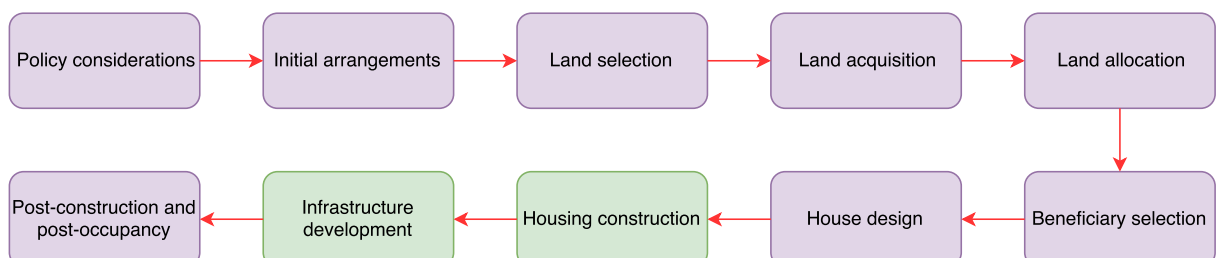 Policy considerations
Initial arrangements
Land selection
Land acquisition
Land allocation
Post-construction and
post-occupancy
Infrastructure
development
Housing construction
House design
Beneficiary selection